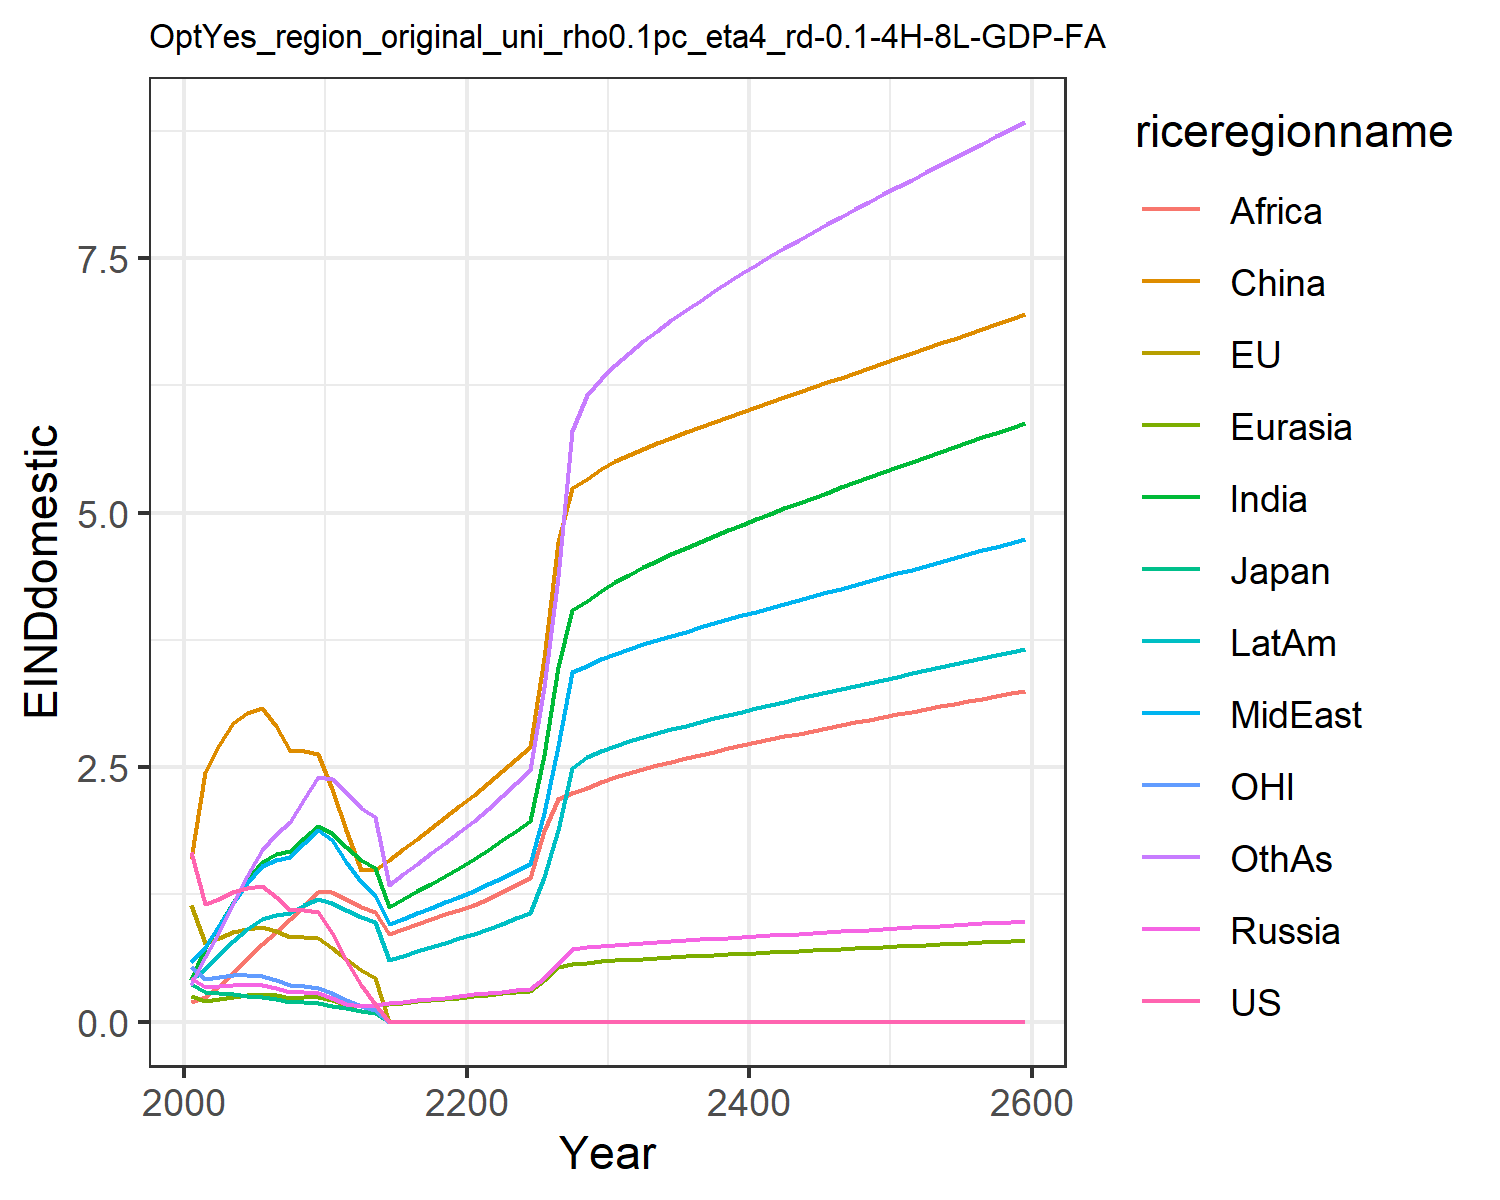 OptYes_region_original_uni_rho0.1pc_eta4_rd-0.1-4H-8L-GDP-FA
riceregionname
Africa
China
EU
Eurasia
India
Japan
LatAm
MidEast
OHI
OthAs
Russia
US
EINDdomestic
7.5
5.0
2.5
0.0
2000
2200
2400
2600
Year